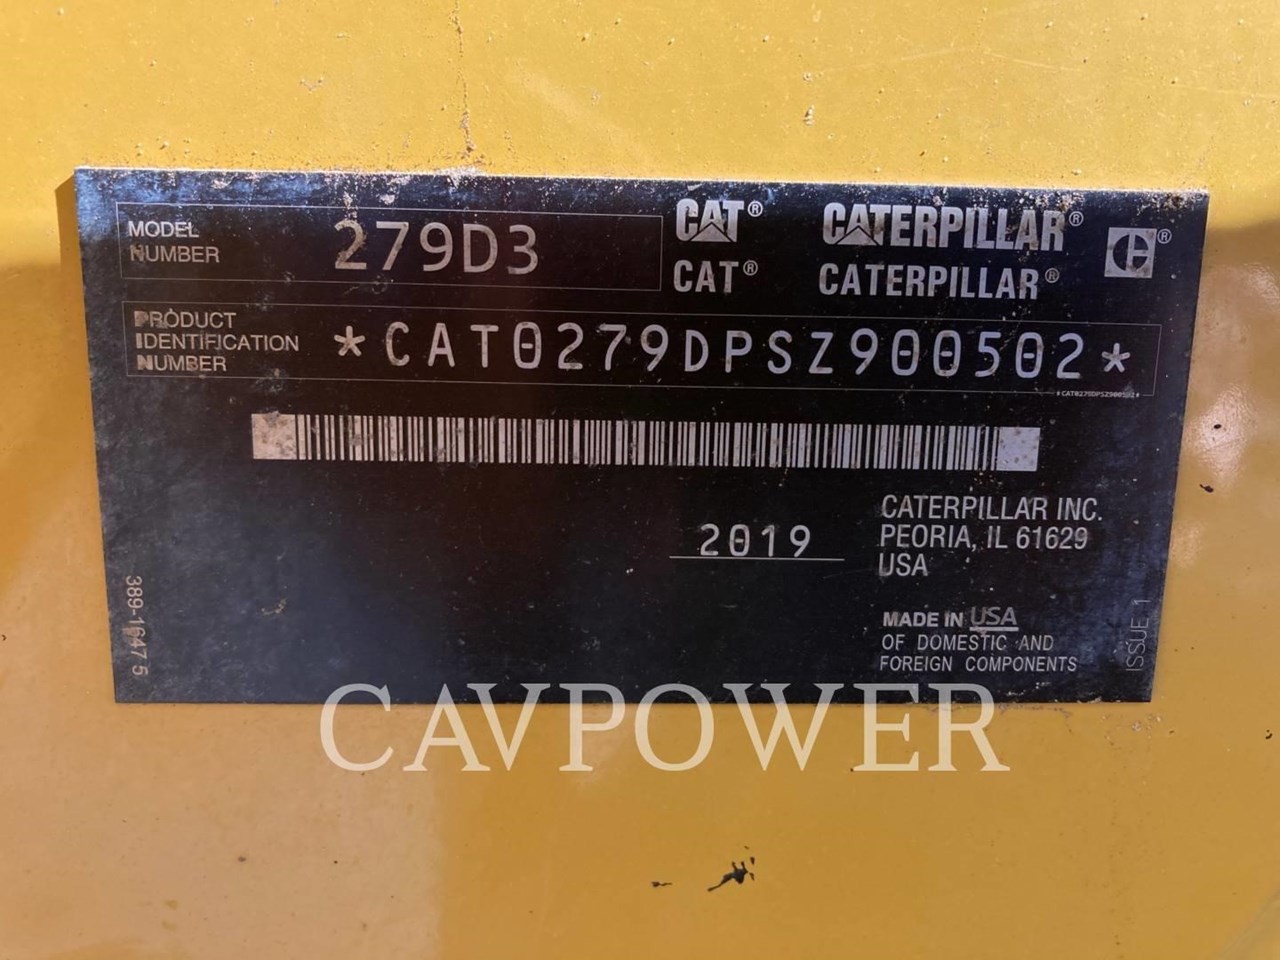 MODEL
NUMBER
279D3
CAT® CATERPILLAR®
CAT® CATERPILLAR®
C ®
PRODUCT
IDENTIFICATION
NUMBER
*CAT0279DPSZ900502*
*CAT0279DPSZ900502*
2019
CATERPILLAR INC.
PEORIA, IL 61629
USA
MADE IN USA
OF DOMESTIC AND
FOREIGN COMPONENTS
389-1647 5
ISSUE 1
CAVPOWER